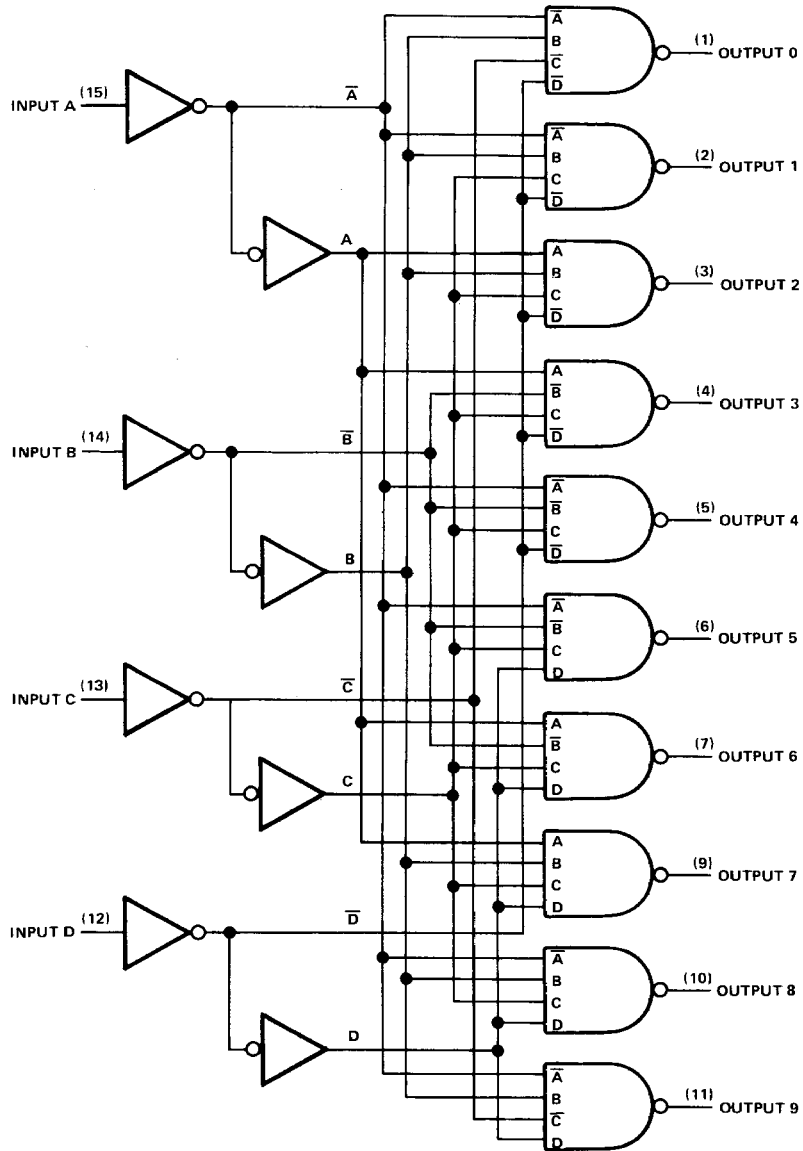 A̅
B
C̅
D̅
(1) OUTPUT 0
INPUT A (15)
A̅
A̅
B
C
D̅
(2) OUTPUT 1
A
A
B
C
D̅
(3) OUTPUT 2
A
B̅
C
D̅
(4) OUTPUT 3
INPUT B (14)
B̅
A̅
B̅
C
D̅
(5) OUTPUT 4
B
A̅
B̅
C
D
(6) OUTPUT 5
INPUT C (13)
C̅
A
B̅
C
D
(7) OUTPUT 6
C
A
B
C
D
(9) OUTPUT 7
INPUT D (12)
D̅
A̅
B
C
D
(10) OUTPUT 8
D
A̅
B
C̅
D
(11) OUTPUT 9